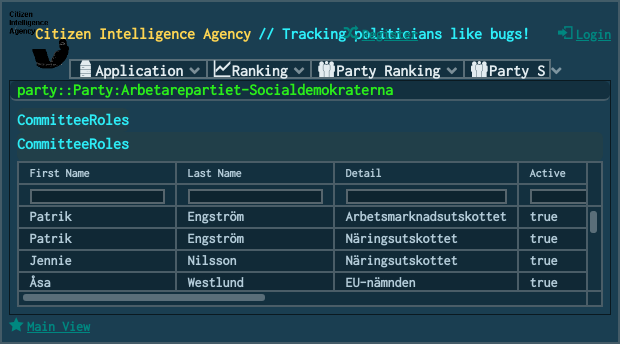 Citizen
Intelligence
Agency
Citizen Intelligence Agency // Tracking politicians like bugs!
Register
Login
Application
Ranking
Party Ranking
Party S
party::Party:Arbetarepartiet-Socialdemokraterna
CommitteeRoles
CommitteeRoles
First Name Last Name Detail Active
Patrik Engström Arbetsmarknadsutskottet true
Patrik Engström Näringsutskottet true
Jennie Nilsson Näringsutskottet true
Åsa Westlund EU-nämnden true
Main View